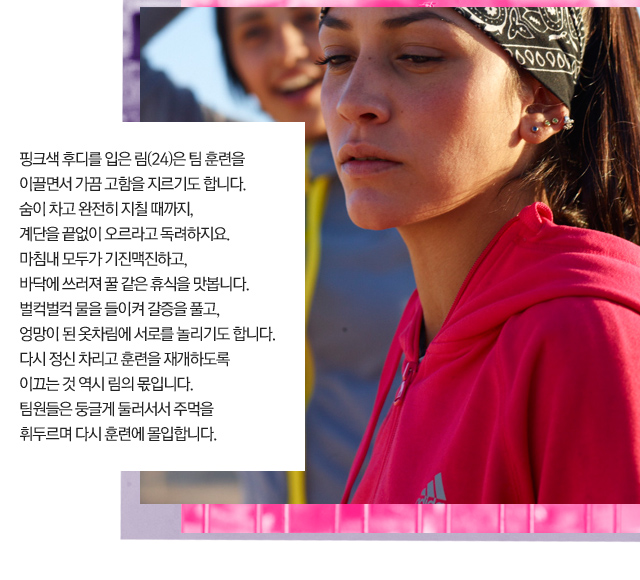 핑크색 후디를 입은 림(24)은 팀 훈련을
이끌면서 가끔 고함을 지르기도 합니다.
숨이 차고 완전히 지칠 때까지,
계단을 끝없이 오르라고 독려하지요.
마침내 모두가 기진맥진하고,
바닥에 쓰러져 꿀 같은 휴식을 맛봅니다.
벌컥벌컥 물을 들이켜 갈증을 풀고,
엉망이 된 옷차림에 서로를 놀리기도 합니다.
다시 정신 차리고 훈련을 재개하도록
이끄는 것 역시 림의 몫입니다.
팀원들은 둥글게 둘러서서 주먹을
휘두르며 다시 훈련에 몰입합니다.